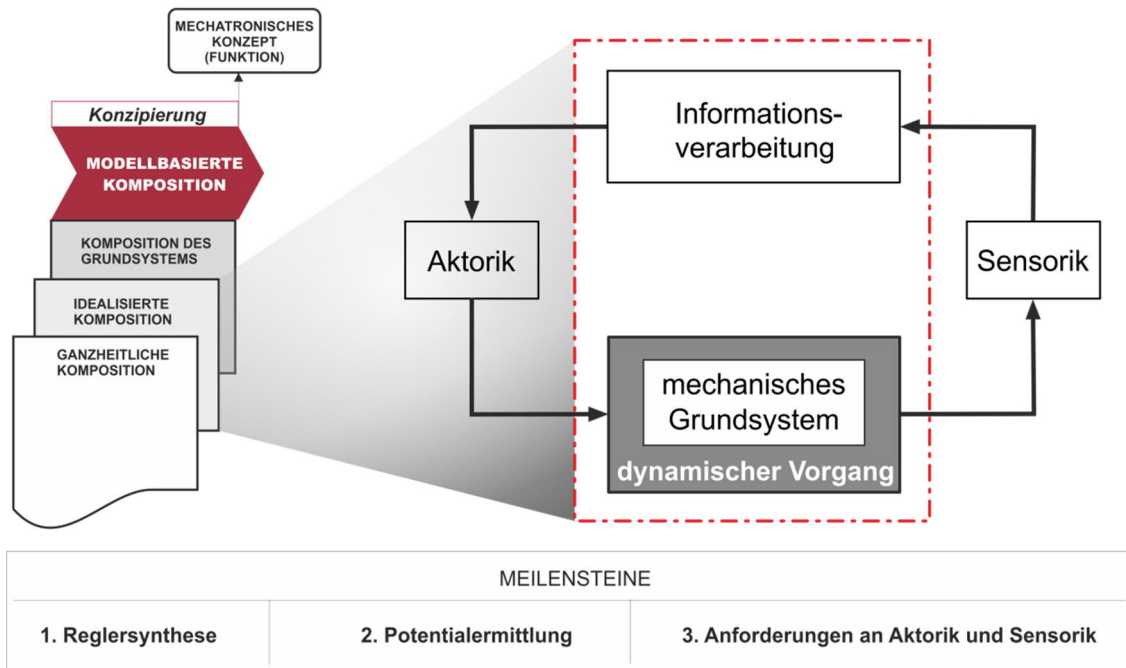 MECHATRONISCHES
KONZEPT
(FUNKTION)
Konzipierung
MODELLBASIERTE
KOMPOSITION
KOMPOSITION DES
GRUNDSYSTEMS
IDEALISIERTE
KOMPOSITION
GANZHEITLICHE
KOMPOSITION
Informations-
verarbeitung
Aktorik
Sensorik
mechanisches
Grundsystem
dynamischer Vorgang
MEILENSTEINE
1. Reglersynthese
2. Potentialermittlung
3. Anforderungen an Aktorik und Sensorik